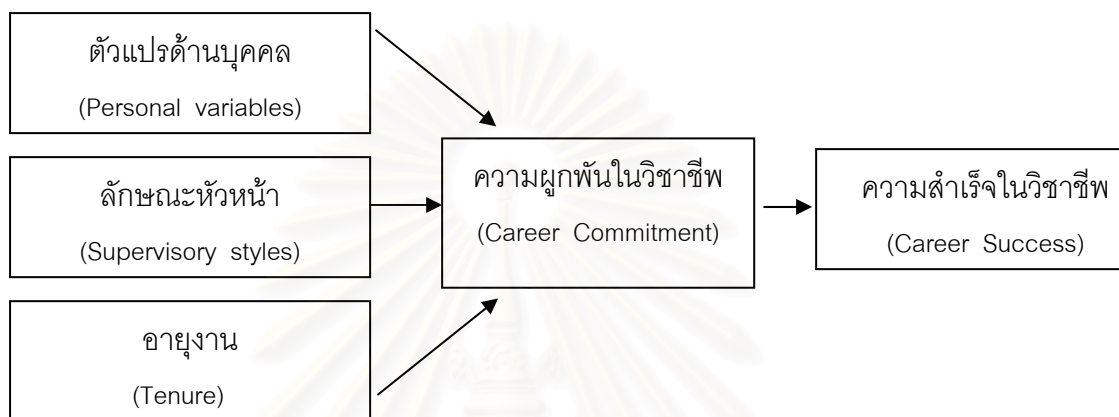 ตัวแปรด้านบุคคล
(Personal variables)
ลักษณะหัวหน้า
(Supervisory styles)
อายุงาน
(Tenure)
ความผูกพันในวิชาชีพ
(Career Commitment)
ความสำเร็จในวิชาชีพ
(Career Success)